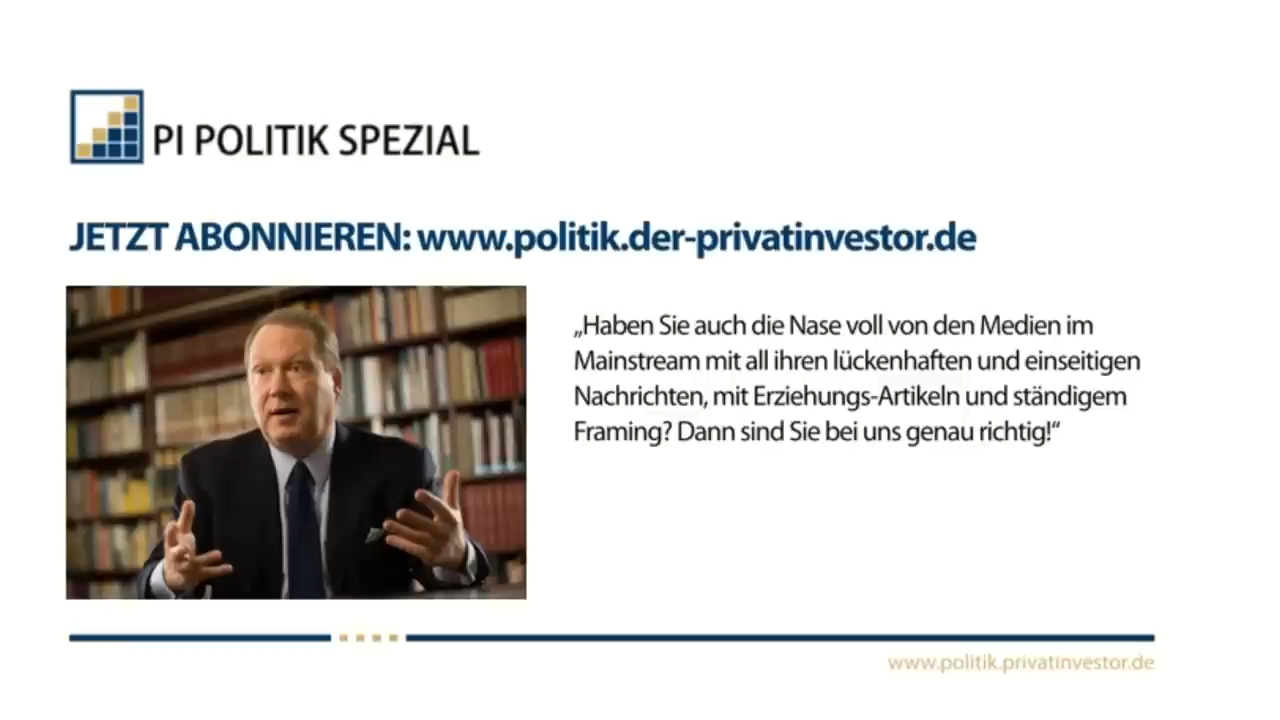 PI POLITIK SPEZIAL
JETZT ABONNIEREN: www.politik.der-privatinvestor.de
„Haben Sie auch die Nase voll von den Medien im
Mainstream mit all ihren lückenhaften und einseitigen
Nachrichten, mit Erziehungs-Artikeln und ständigem
Framing? Dann sind Sie bei uns genau richtig!“
www.politik.privatinvestor.de